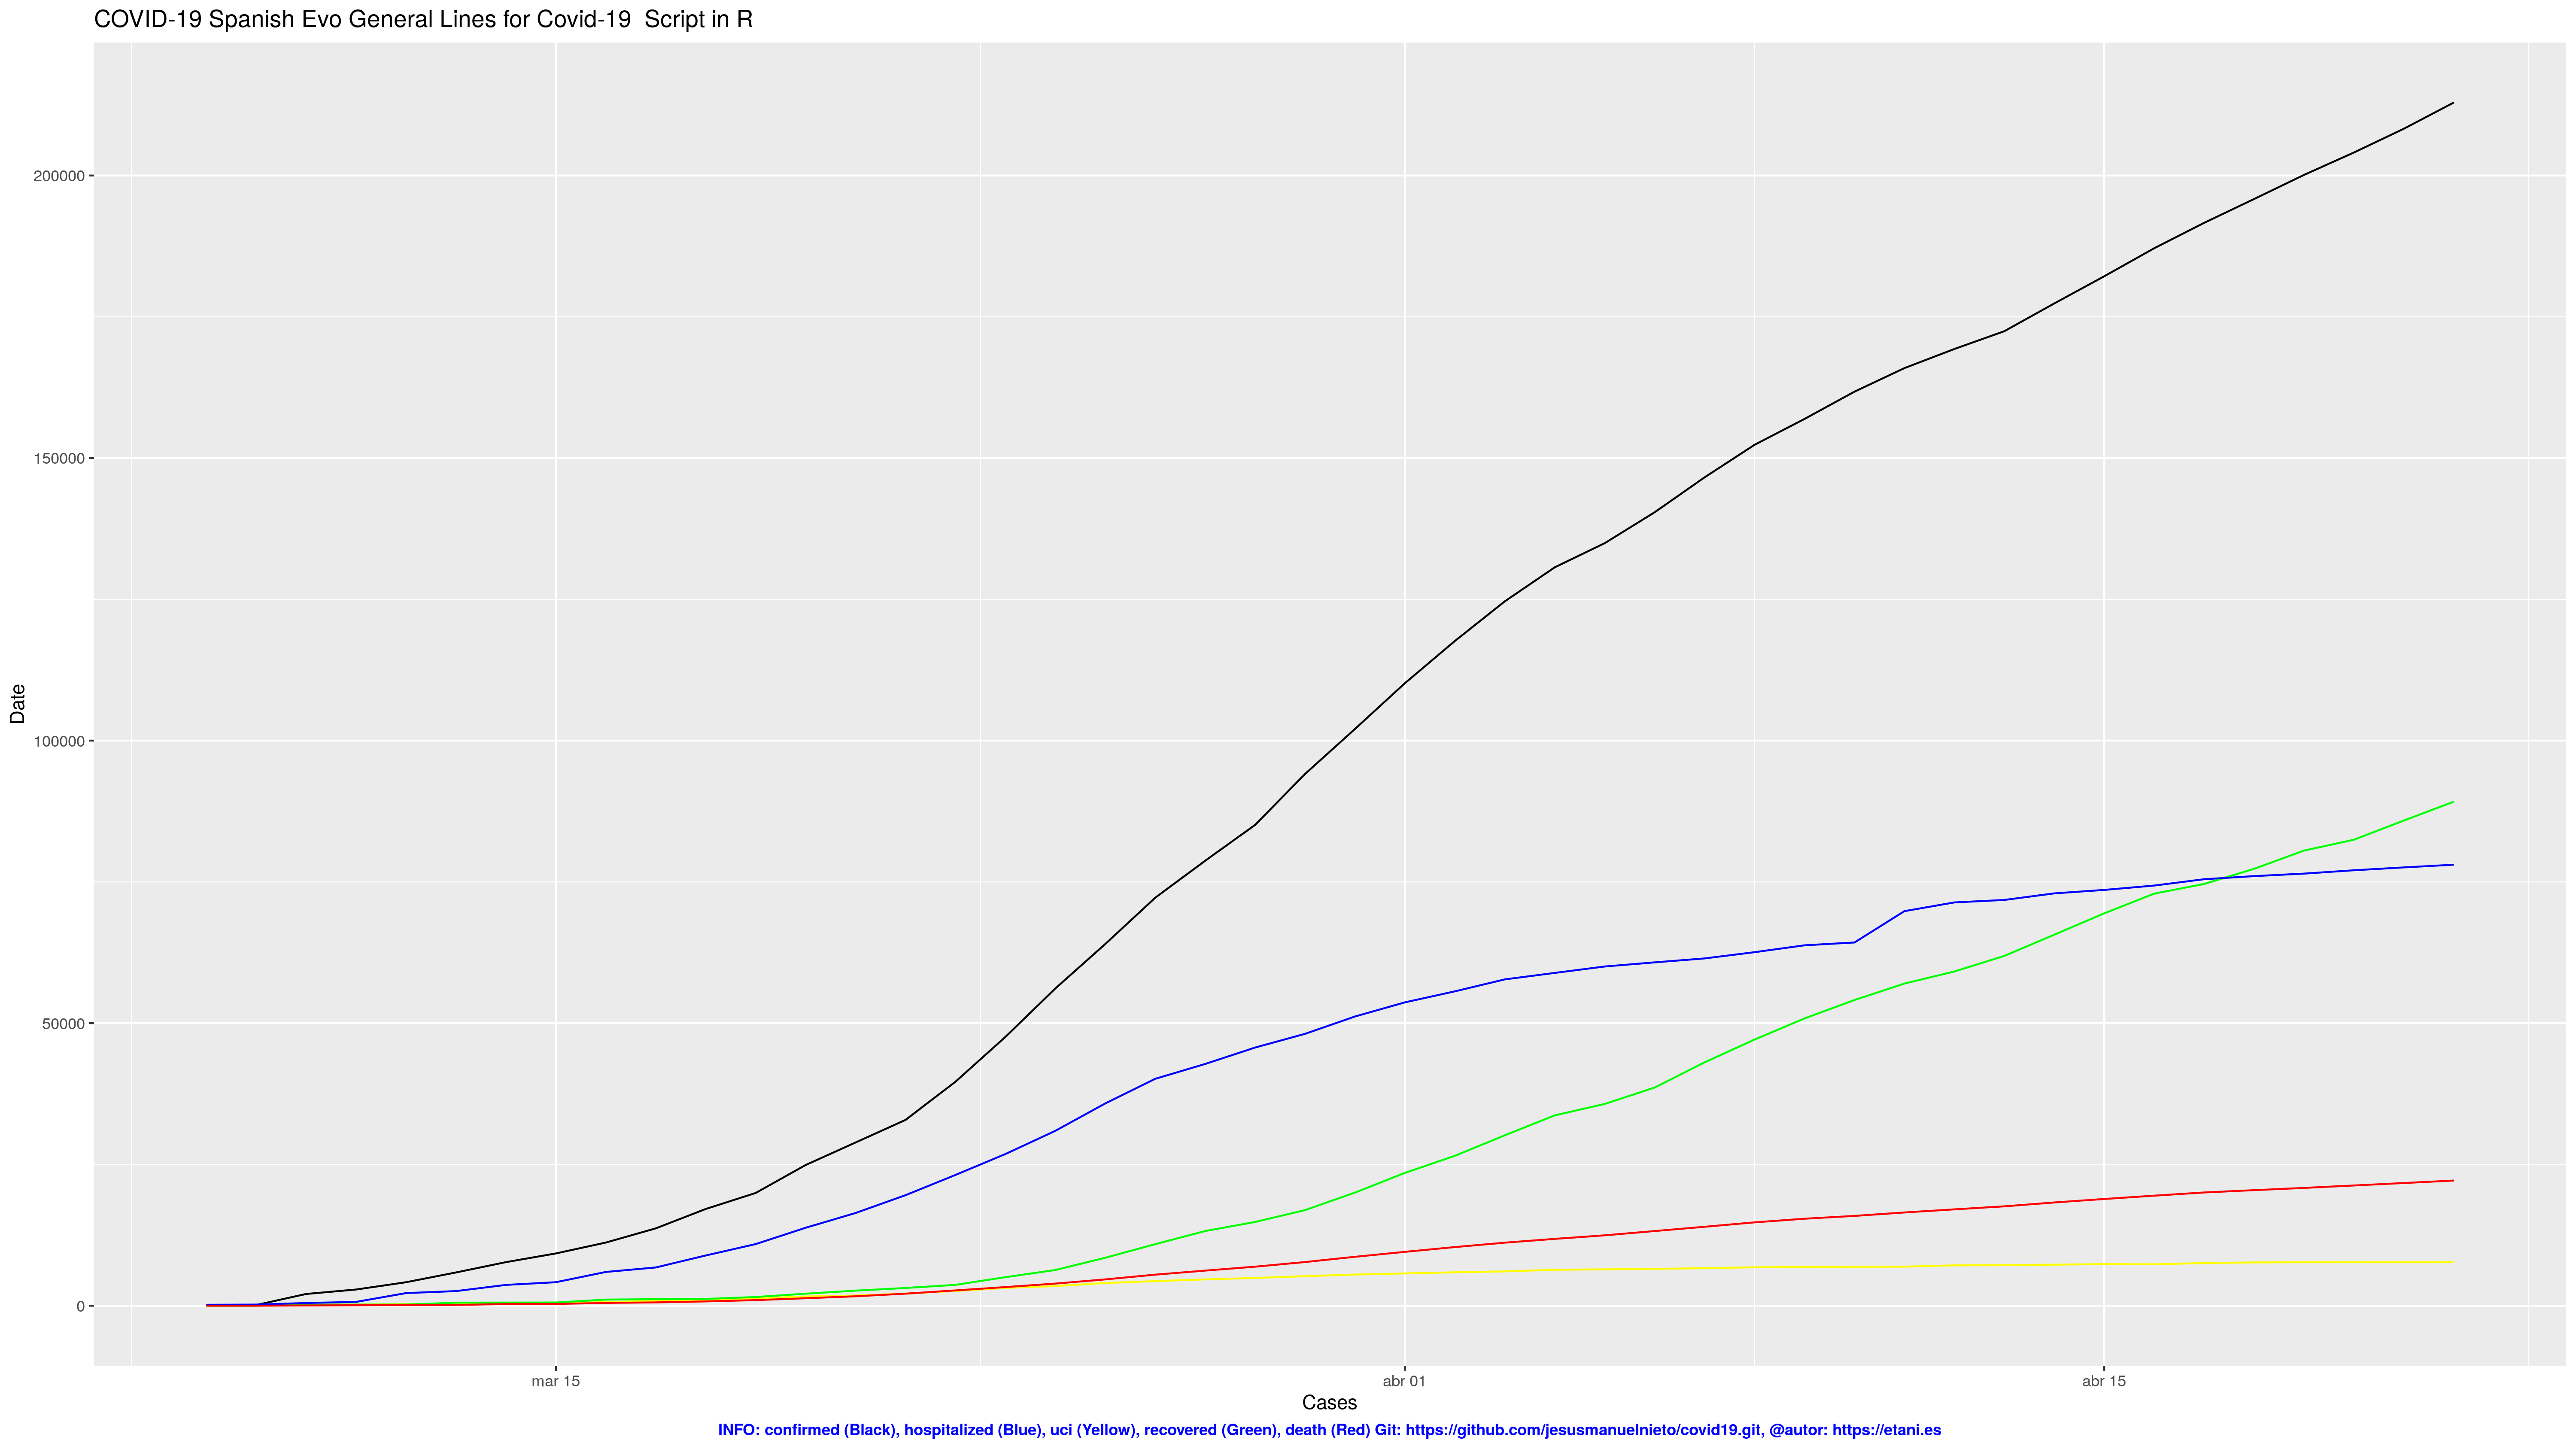 COVID-19 Spanish Evo General Lines for Covid-19  Script in R
200000
150000
100000
50000
0
Date
mar 15
abr 01
abr 15
Cases
INFO: confirmed (Black), hospitalized (Blue), uci (Yellow), recovered (Green), death (Red) Git: https://github.com/jesusmanuelnieto/covid19.git, @autor: https://etani.es